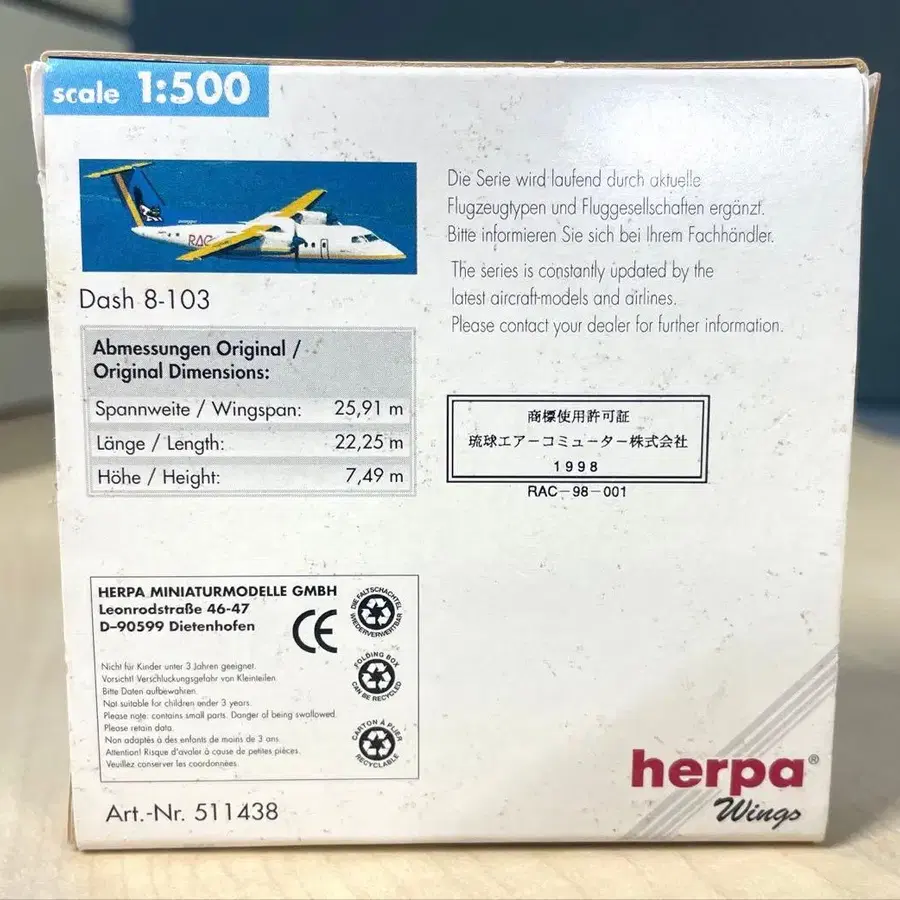 scale 1:500
RAC
Dash 8-103
Abmessungen Original /
Original Dimensions:
Spannweite / Wingspan: 25,91 m
Länge / Length: 22,25 m
Höhe / Height: 7,49 m
Die Serie wird laufend durch aktuelle
Flugzeugtypen und Fluggesellschaften ergänzt.
Bitte informieren Sie sich bei Ihrem Fachhändler.
The series is constantly updated by the
latest aircraft-models and airlines.
Please contact your dealer for further information.
商標使用許可証
琉球エアーコミューター株式会社
1998
RAC-98-001
HERPA MINIATURMODELLE GMBH
Leonrodstraße 46-47
D-90599 Dietenhofen
CE
DIE FALTSCHACHTEL
WIEDERVERWERTBAR
FOLDING BOX
CAN BE RECYCLED
CARTON À PLIER
RECYCLABLE
Nicht für Kinder unter 3 Jahren geeignet.
Vorsicht! Verschluckungsgefahr von Kleinteilen.
Bitte Daten aufbewahren.
Not suitable for children under 3 years.
Please note: contains small parts. Danger of being swallowed.
Please retain data.
Non adaptés à des enfants de moins de 3 ans.
Attention! Risque d'avaler à cause de petites pièces.
Veuillez conserver les coordonnées.
Art.-Nr. 511438
herpa®
Wings